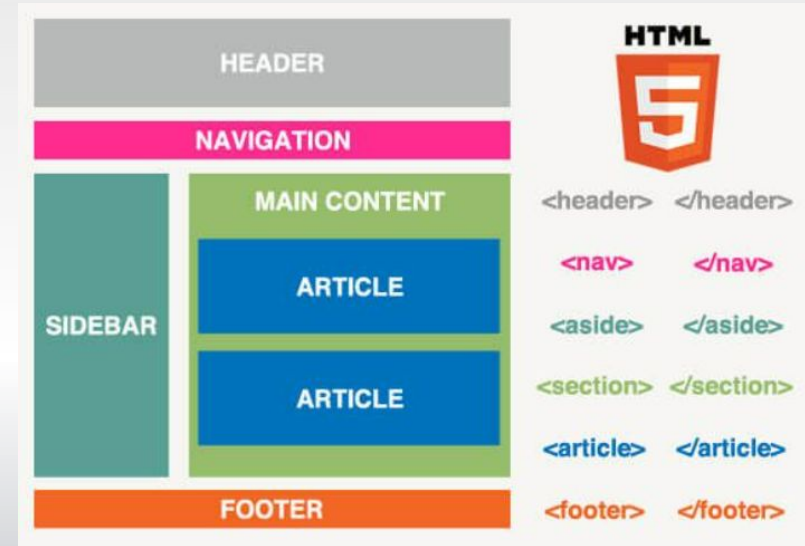 HEADER
NAVIGATION
SIDEBAR
MAIN CONTENT
ARTICLE
ARTICLE
FOOTER
HTML
5
<header> </header>
<nav> </nav>
<aside> </aside>
<section> </section>
<article> </article>
<footer> </footer>